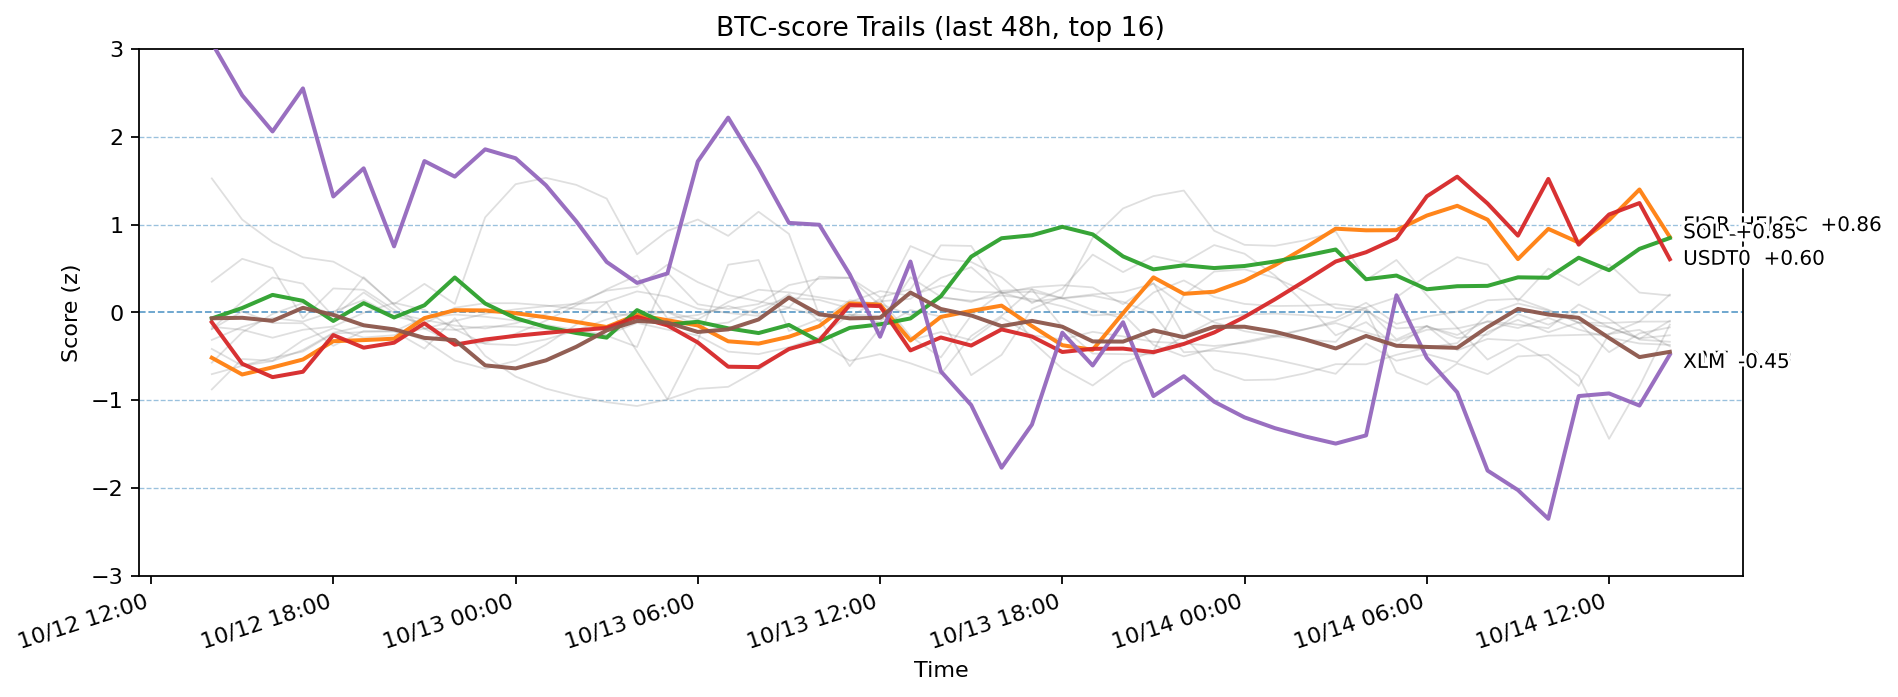 BTC-score Trails (last 48h, top 16)
3
2
1
0
−1
−2
−3
Score (z)
+0.86
SOL +0.85
USDT0 +0.60
XLM -0.45
10/12 12:00
10/12 18:00
10/13 00:00
10/13 06:00
10/13 12:00
10/13 18:00
10/14 00:00
10/14 06:00
10/14 12:00
Time